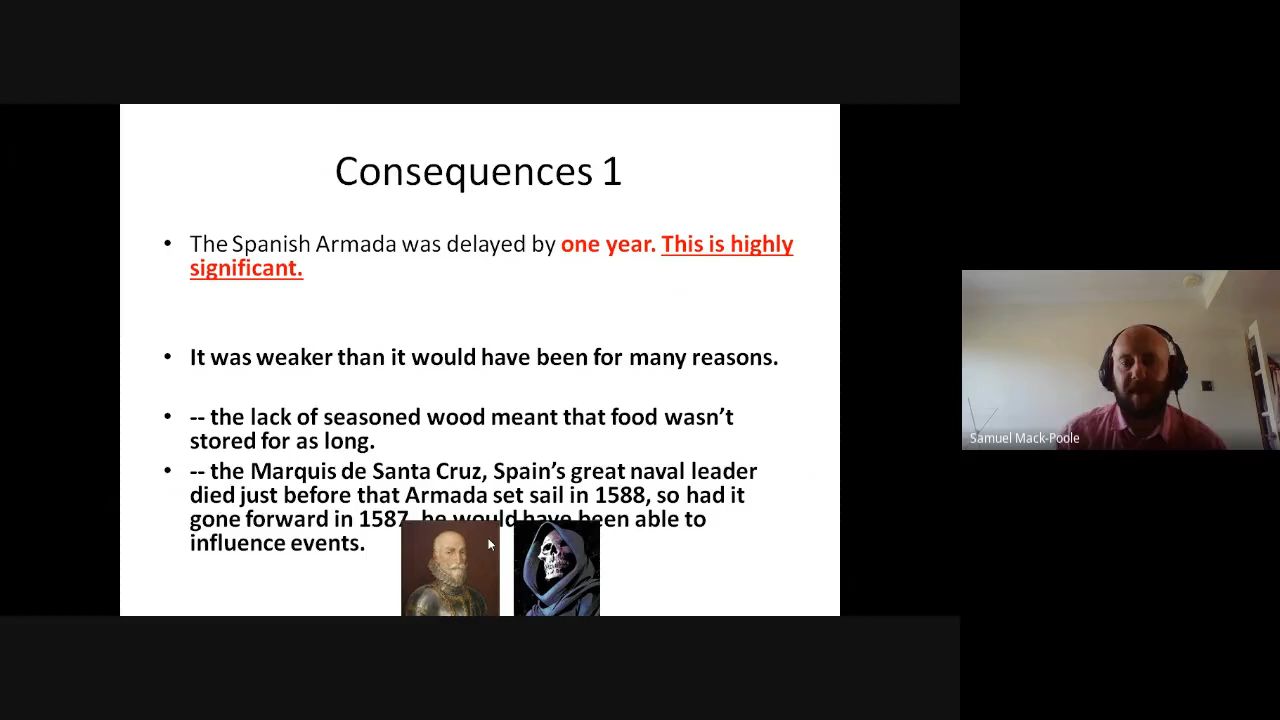 Consequences 1
• The Spanish Armada was delayed by one year. This is highly
significant.
• It was weaker than it would have been for many reasons.
• -- the lack of seasoned wood meant that food wasn't
stored for as long.
• -- the Marquis de Santa Cruz, Spain's great naval leader
died just before that Armada set sail in 1588, so had it
gone forward in 1587, he would have been able to
influence events.
Samuel Mack-Poole